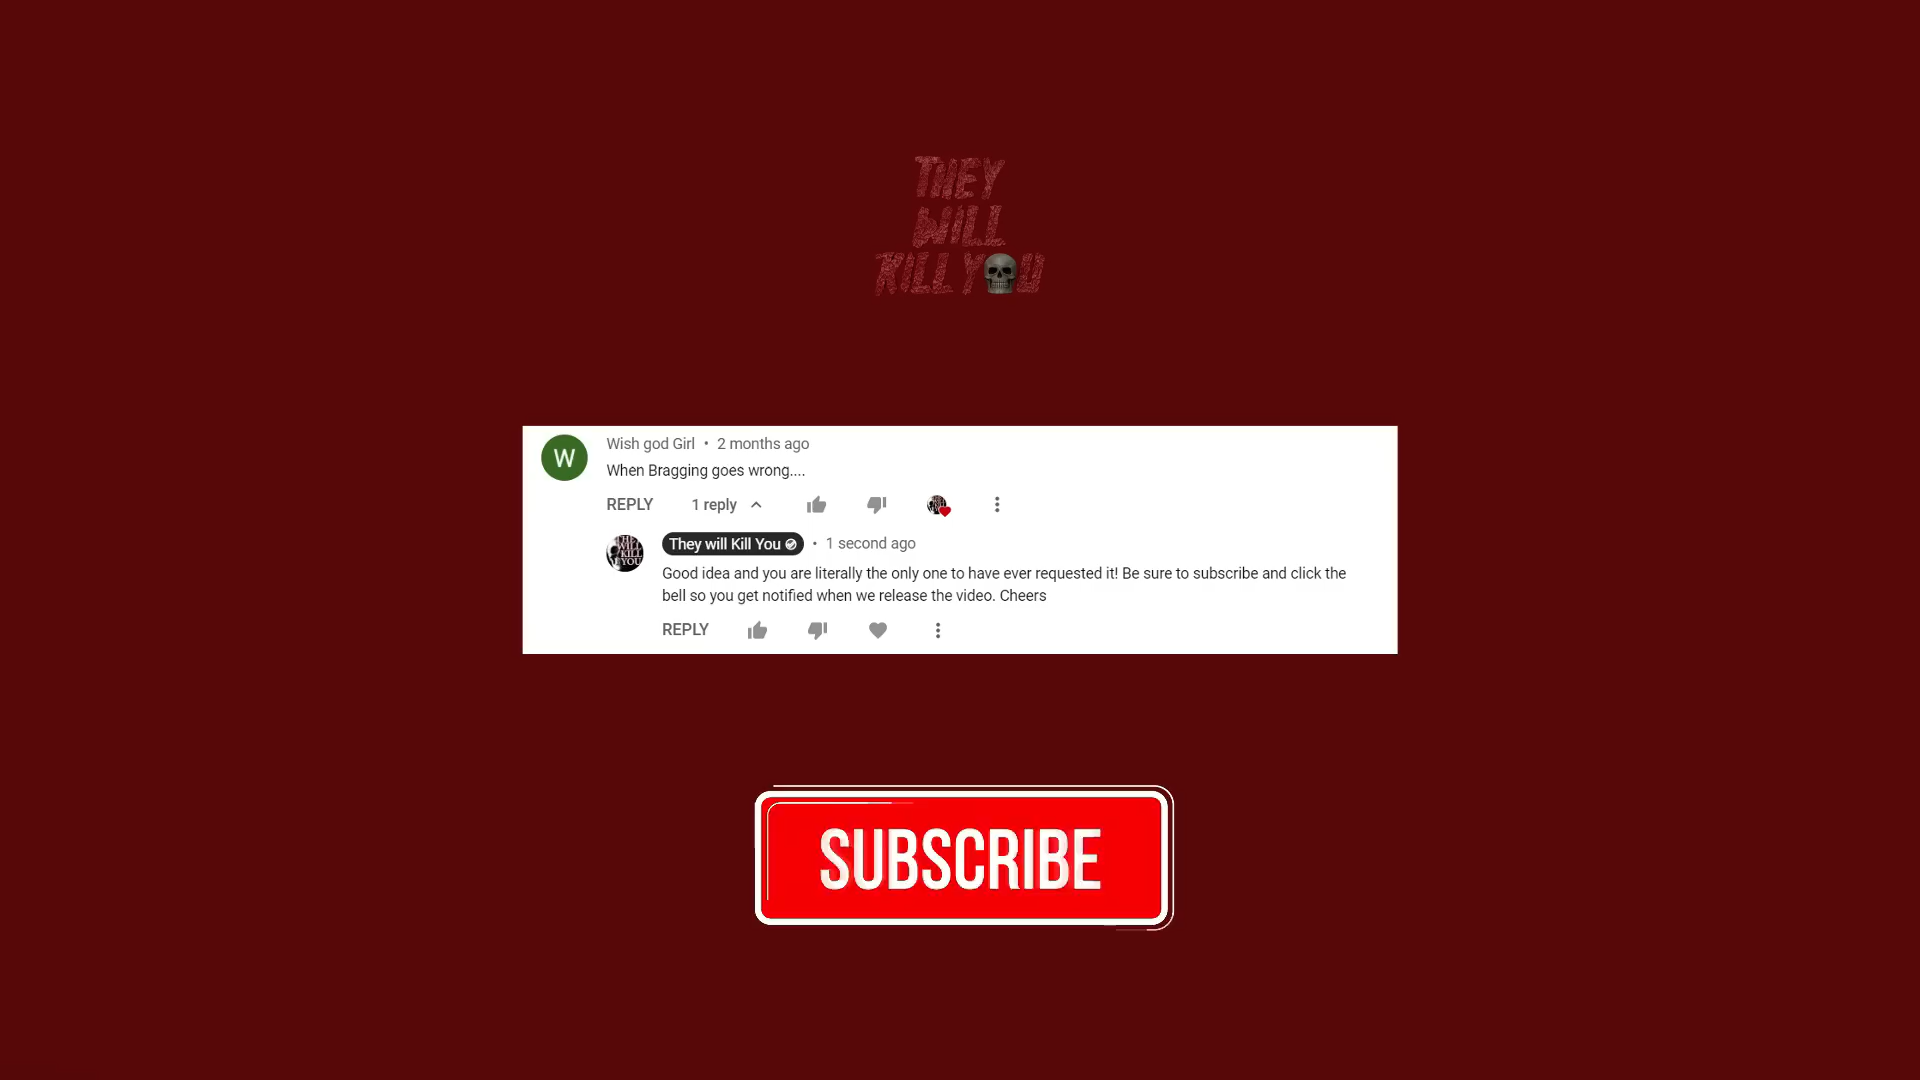 THEY
WILL
KILL YOU
W
Wish god Girl • 2 months ago
When Bragging goes wrong....
REPLY 1 reply
They will Kill You • 1 second ago
Good idea and you are literally the only one to have ever requested it! Be sure to subscribe and click the
bell so you get notified when we release the video. Cheers
REPLY
SUBSCRIBE